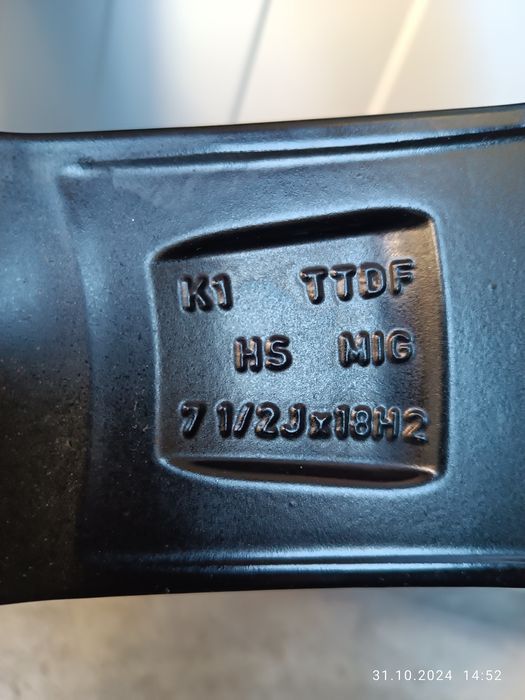 K1 TTDF
HS MIG
7 1/2Jx18H2
31.10.2024 14:52